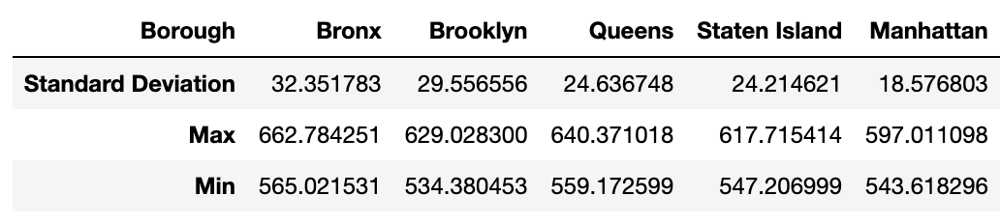 Borough Bronx Brooklyn Queens Staten Island Manhattan
Standard Deviation 32.351783 29.556556 24.636748 24.214621 18.576803
Max 662.784251 629.028300 640.371018 617.715414 597.011098
Min 565.021531 534.380453 559.172599 547.206999 543.618296